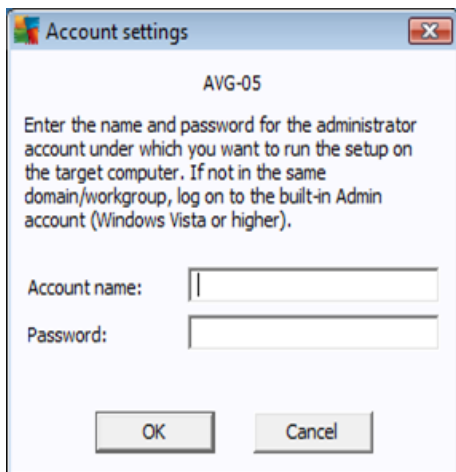 Account settings
AVG-05
Enter the name and password for the administrator
account under which you want to run the setup on
the target computer. If not in the same
domain/workgroup, log on to the built-in Admin
account (Windows Vista or higher).
Account name:
Password:
OK Cancel